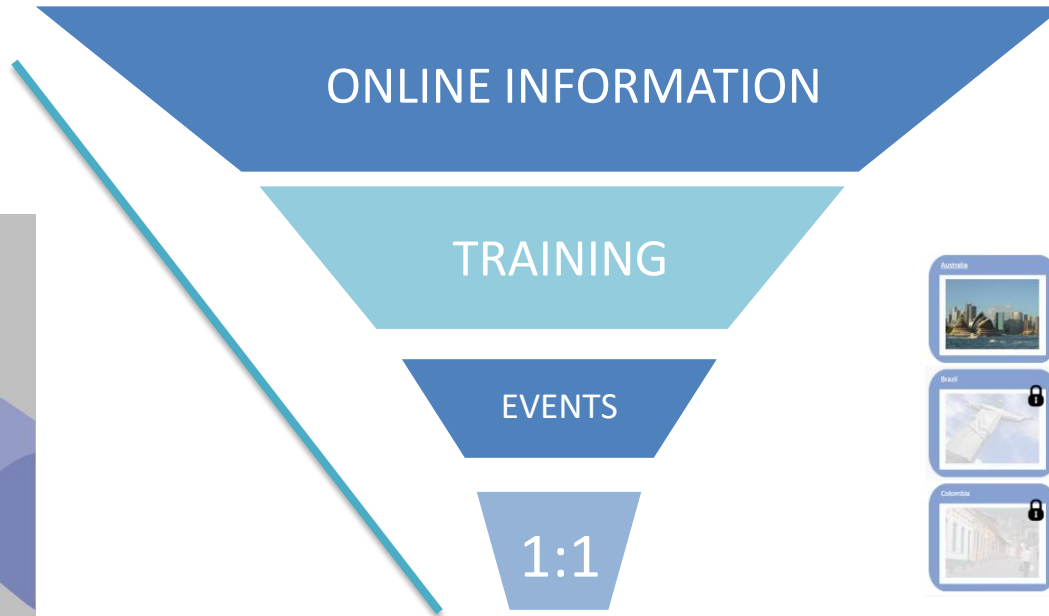 ONLINE INFORMATION
TRAINING
EVENTS
1:1
Australia
Brazil
Colombia